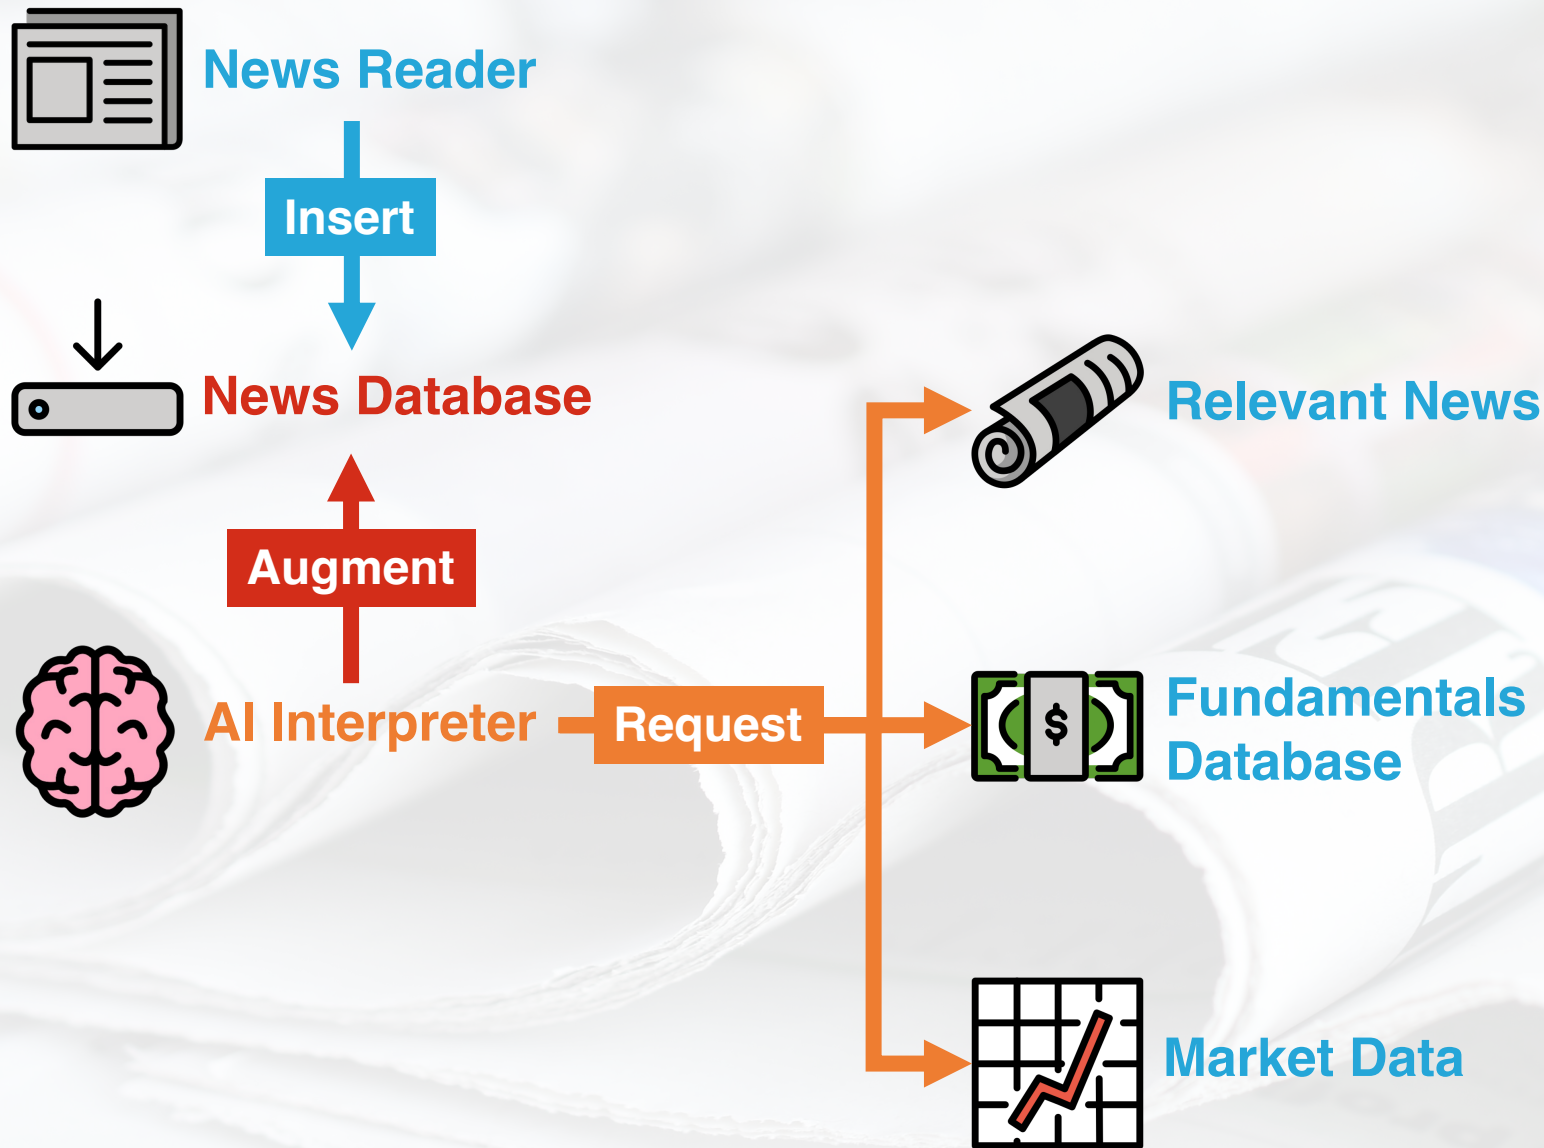 News Reader
Insert
News Database
Augment
AI Interpreter
Request
Relevant News
Fundamentals
Database
$
Market Data